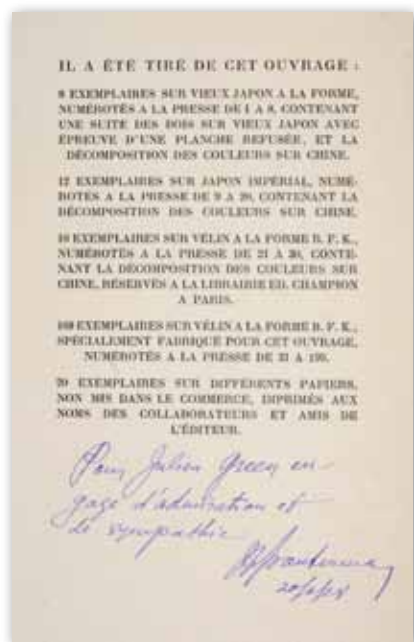 IL A ÉTÉ TIRÉ DE CET OUVRAGE :
8 EXEMPLAIRES SUR VIEUX JAPON A LA FORME,
NUMÉROTÉS A LA PRESSE DE 1 A 8, CONTENANT
UNE SUITE DES BOIS SUR VIEUX JAPON AVEC
ÉPREUVE D'UNE PLANCHE REFUSÉE, ET LA
DÉCOMPOSITION DES COULEURS SUR CHINE.
12 EXEMPLAIRES SUR JAPON IMPÉRIAL, NUMÉ-
ROTÉS A LA PRESSE DE 9 A 20, CONTENANT LA
DÉCOMPOSITION DES COULEURS SUR CHINE.
10 EXEMPLAIRES SUR VÉLIN A LA FORME B. F. K.,
NUMÉROTÉS A LA PRESSE DE 21 A 30, CONTE-
NANT LA DÉCOMPOSITION DES COULEURS SUR
CHINE, RÉSERVÉS A LA LIBRAIRIE ED. CHAMPION
A PARIS.
169 EXEMPLAIRES SUR VÉLIN A LA FORME B. F. K.,
SPÉCIALEMENT FABRIQUÉ POUR CET OUVRAGE,
NUMÉROTÉS A LA PRESSE DE 31 A 199.
20 EXEMPLAIRES SUR DIFFÉRENTS PAPIERS,
NON MIS DANS LE COMMERCE, IMPRIMÉS AUX
NOMS DES COLLABORATEURS ET AMIS DE
L'ÉDITEUR.
Pour Julien Green en
gage d'admiration et
de sympathie